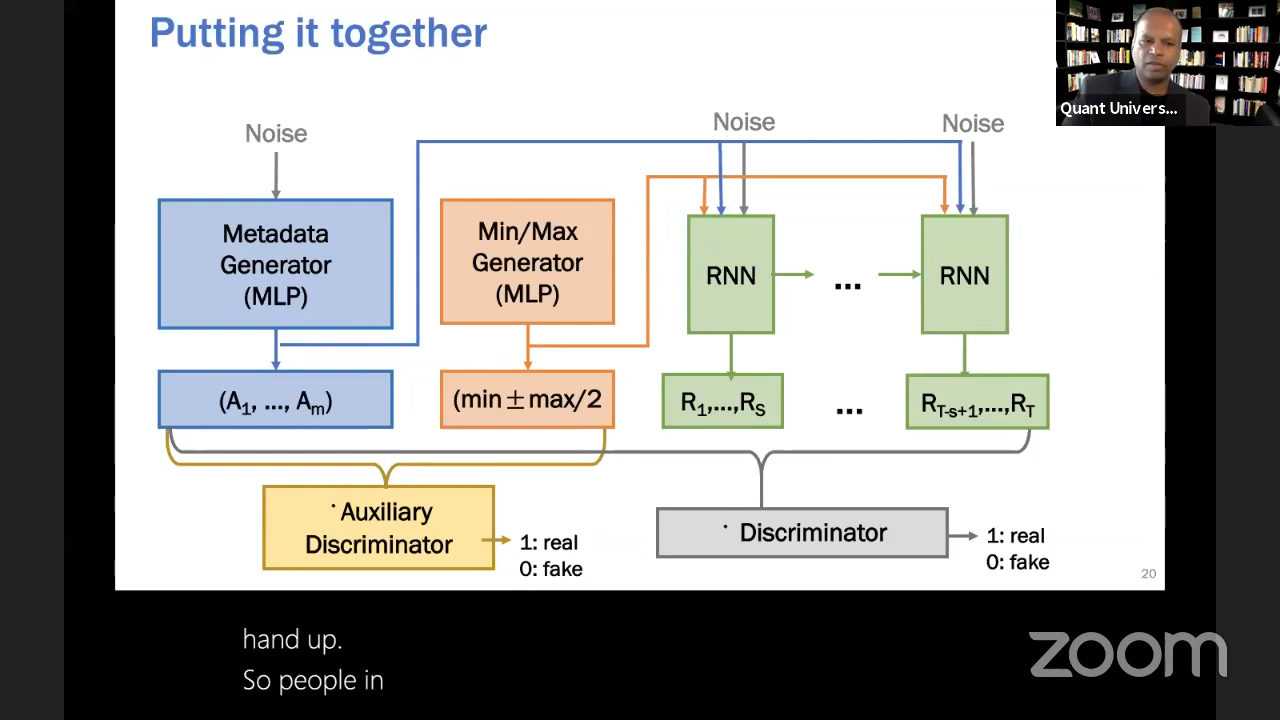 Putting it together
Quant Univers...
Noise
Noise
Noise
Metadata
Generator
(MLP)
Min/Max
Generator
(MLP)
RNN
...
RNN
(A1, ..., Am)
(min ± max/2
R1,...,RS
...
RT-s+1,...,RT
Auxiliary
Discriminator
1: real
0: fake
Discriminator
1: real
0: fake
20
hand up.
So people in
zoom